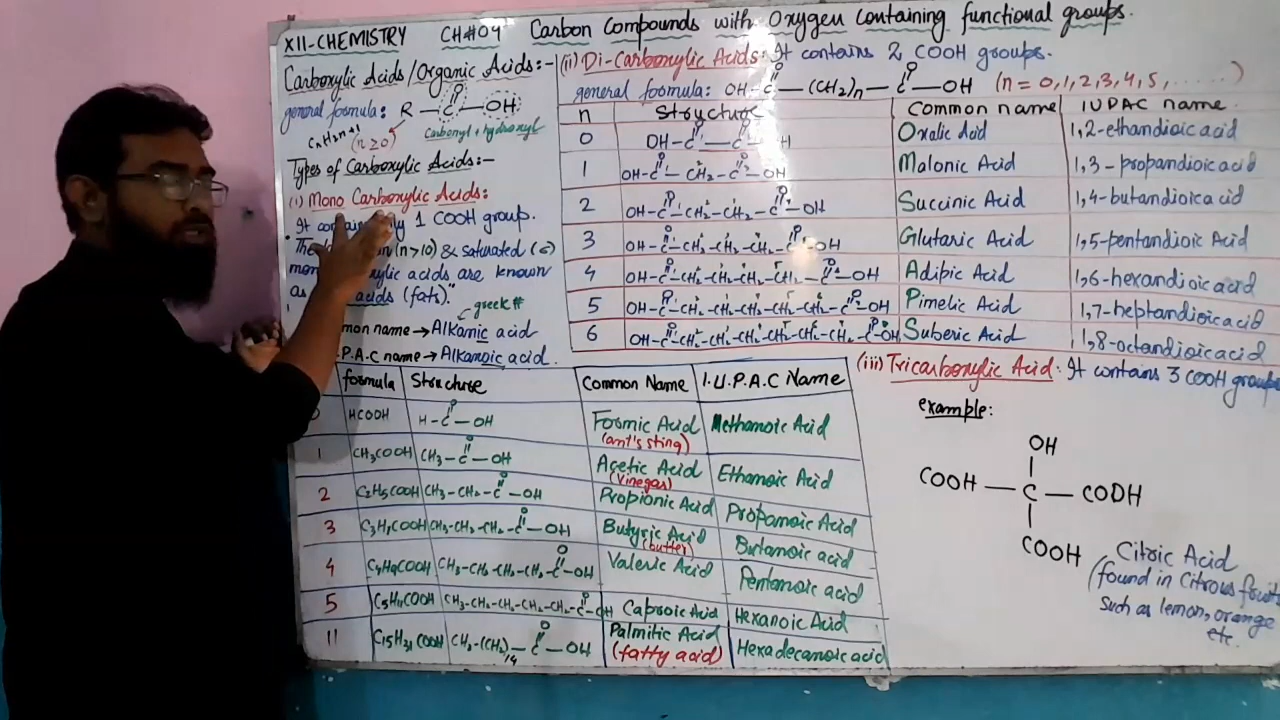 XII-CHEMISTRY CH#04 Carbon Compounds with Oxygen Containing functional groups.
Carboxylic Acids/Organic Acids:-
general formula: R — C — OH
O
Carbonyl + hydroxyl
CnH2n+1 (n ≥ 0)
Types of Carboxylic Acids:-
(i) Mono Carboxylic Acids:
It 1 COOH group.
(n>10) & saturated
acids are known
as acids (fats)."
greek #
name → Alkanic acid
P.A.C name → Alkanoic acid.
formula Structure Common Name I.U.P.A.C Name
HCOOH H-C-OH Formic Acid (ant's sting) Methanoic Acid
1 CH3COOH CH3-C-OH Acetic Acid (vinegar) Ethanoic Acid
2 C2H5COOH CH3-CH2-C-OH Propionic Acid Propanoic Acid
3 C3H7COOH CH3-CH2-CH2-C-OH Butyric Acid (butter) Butanoic acid
4 C4H9COOH CH3-CH2-CH2-CH2-C-OH Valeric Acid Pentanoic acid
5 C5H11COOH CH3-CH2-CH2-CH2-CH2-C-OH Caproic Acid Hexanoic Acid
11 C15H31COOH CH3-(CH2)14-C-OH Palmitic Acid (fatty acid) Hexadecanoic acid
(ii) Di-Carboxylic Acids: It contains 2 COOH groups.
general formula: OH-C-(CH2)n-C-OH (n = 0,1,2,3,4,5,......)
n Structure Common name IUPAC name
0 OH-C-C- H Oxalic Acid 1,2-ethandioic acid
1 OH-C-CH2-C-OH Malonic Acid 1,3-propandioic acid
2 OH-C-CH2-CH2-C-OH Succinic Acid 1,4-butandioic acid
3 OH-C-CH2-CH2-CH2-C-OH Glutaric Acid 1,5-pentandioic Acid
4 OH-C-CH2-CH2-CH2-CH2-C-OH Adipic Acid 1,6-hexandioic acid
5 OH-C-CH2-CH2-CH2-CH2-CH2-C-OH Pimelic Acid 1,7-heptandioic acid
6 OH-C-CH2-CH2-CH2-CH2-CH2-CH2-C-OH Suberic Acid 1,8-octandioic acid
(iii) Tricarboxylic Acid: It contains 3 COOH group
example:
OH
COOH — C — COOH
COOH
Citric Acid
(found in Citrous fruit
such as lemon, orange
etc.